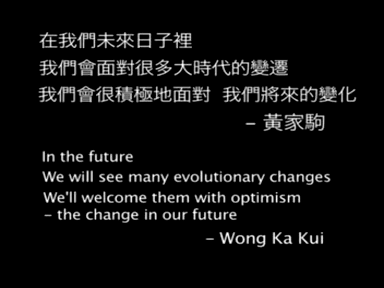 在我們未來日子裡
我們會面對很多大時代的變遷
我們會很積極地面對 我們將來的變化
- 黃家駒
In the future
We will see many evolutionary changes
We'll welcome them with optimism
- the change in our future
- Wong Ka Kui